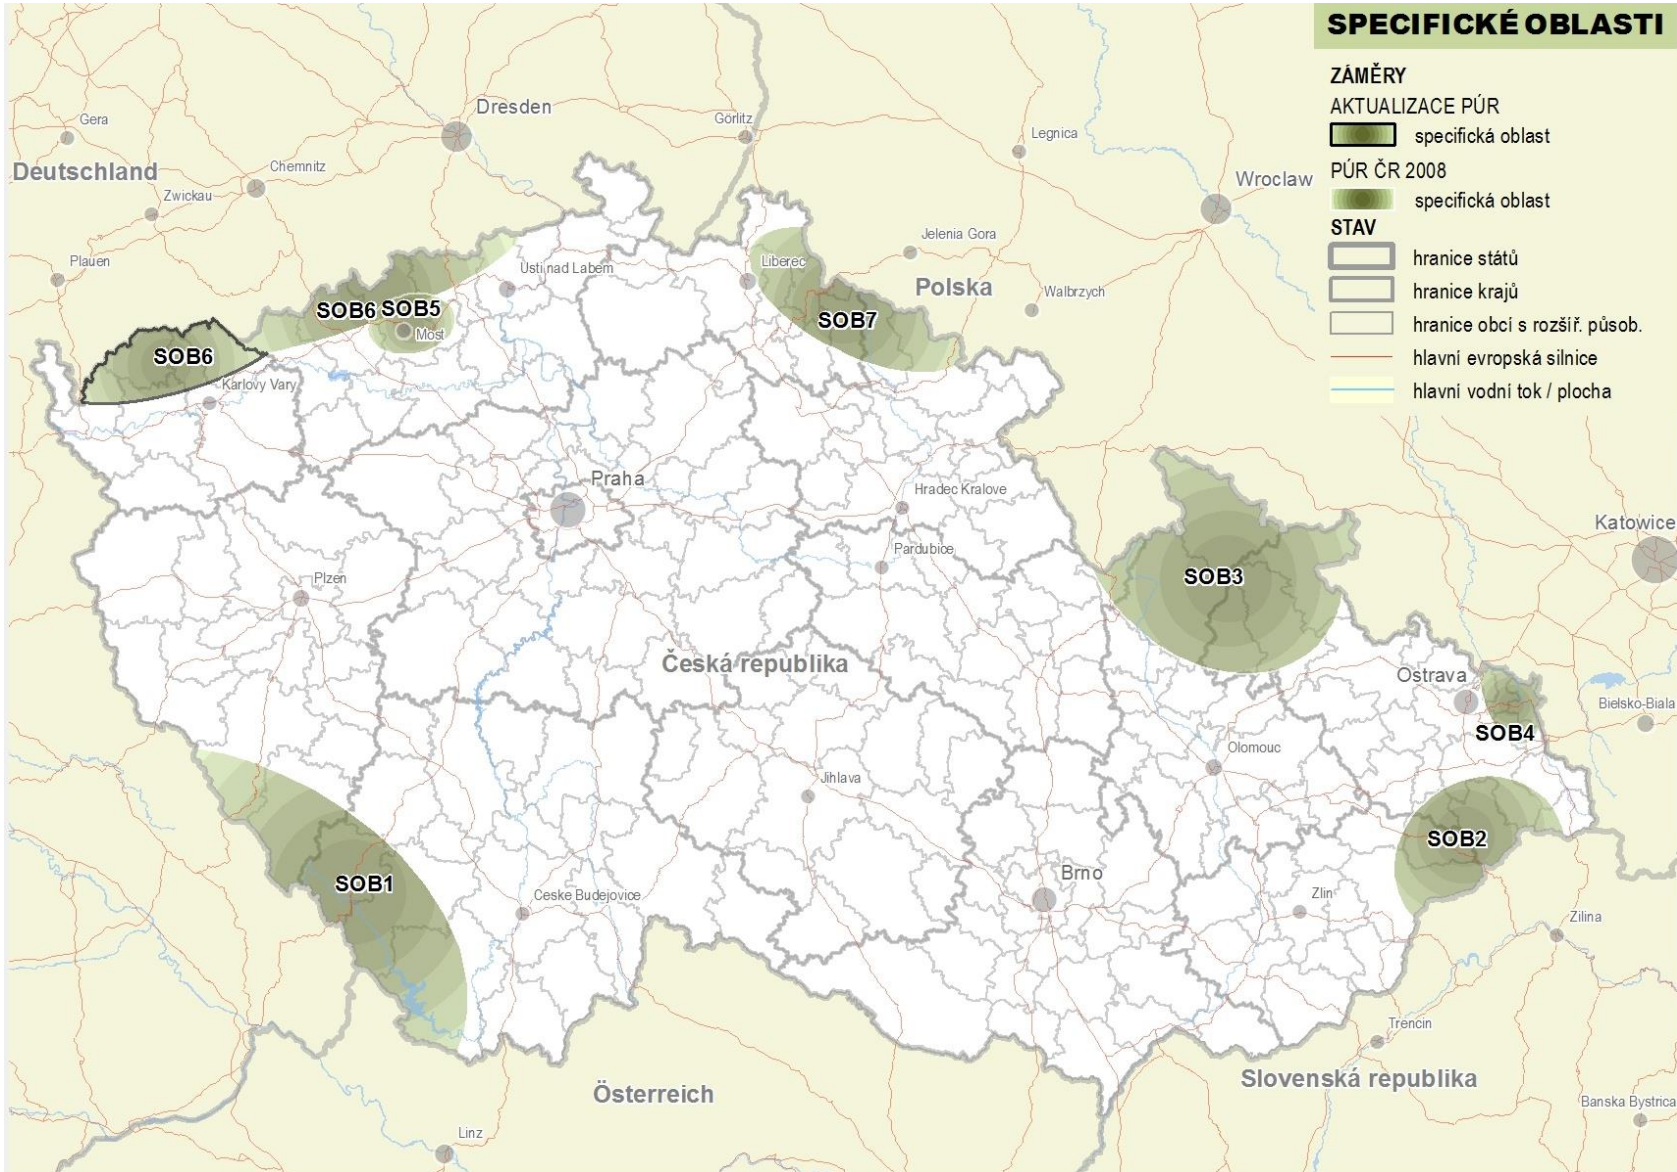 SPECIFICKÉ OBLASTI
ZÁMĚRY
AKTUALIZACE PÚR
specifická oblast
PÚR ČR 2008
specifická oblast
STAV
hranice států
hranice krajů
hranice obcí s rozšíř. působ.
hlavní evropská silnice
hlavní vodní tok / plocha
Dresden
Görlitz
Gera
Legnica
Deutschland
Chemnitz
Zwickau
Wroclaw
Jelenia Gora
Plauen
Usti nad Labem
Liberec
Polska
Walbrzych
SOB6
SOB5
SOB7
Most
SOB6
Karlovy Vary
Praha
Hradec Kralove
Katowice
Pardubice
Plzen
SOB3
Česká republika
Ostrava
Bielsko-Biala
SOB4
Olomouc
Jihlava
SOB2
SOB1
Brno
Ceske Budejovice
Zlin
Zilina
Trencin
Österreich
Slovenská republika
Banska Bystrica
Linz